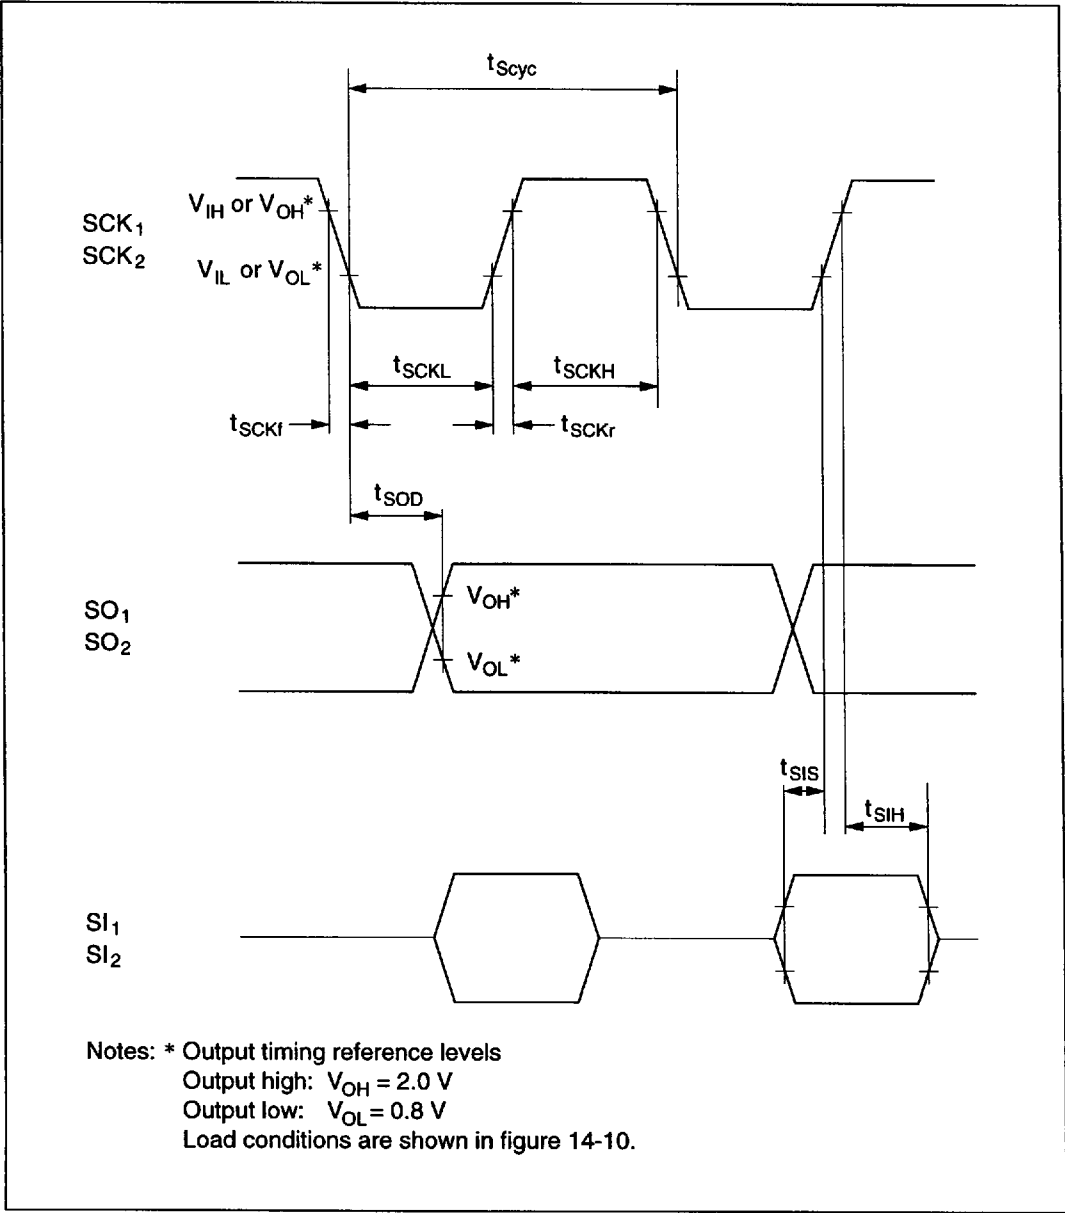 tScyc
SCK1
SCK2
VIH or VOH*
VIL or VOL*
tSCKL
tSCKH
tSCKf
tSCKr
tSOD
SO1
SO2
VOH*
VOL*
tSIS
tSIH
SI1
SI2
Notes: * Output timing reference levels
Output high: VOH = 2.0 V
Output low: VOL = 0.8 V
Load conditions are shown in figure 14-10.